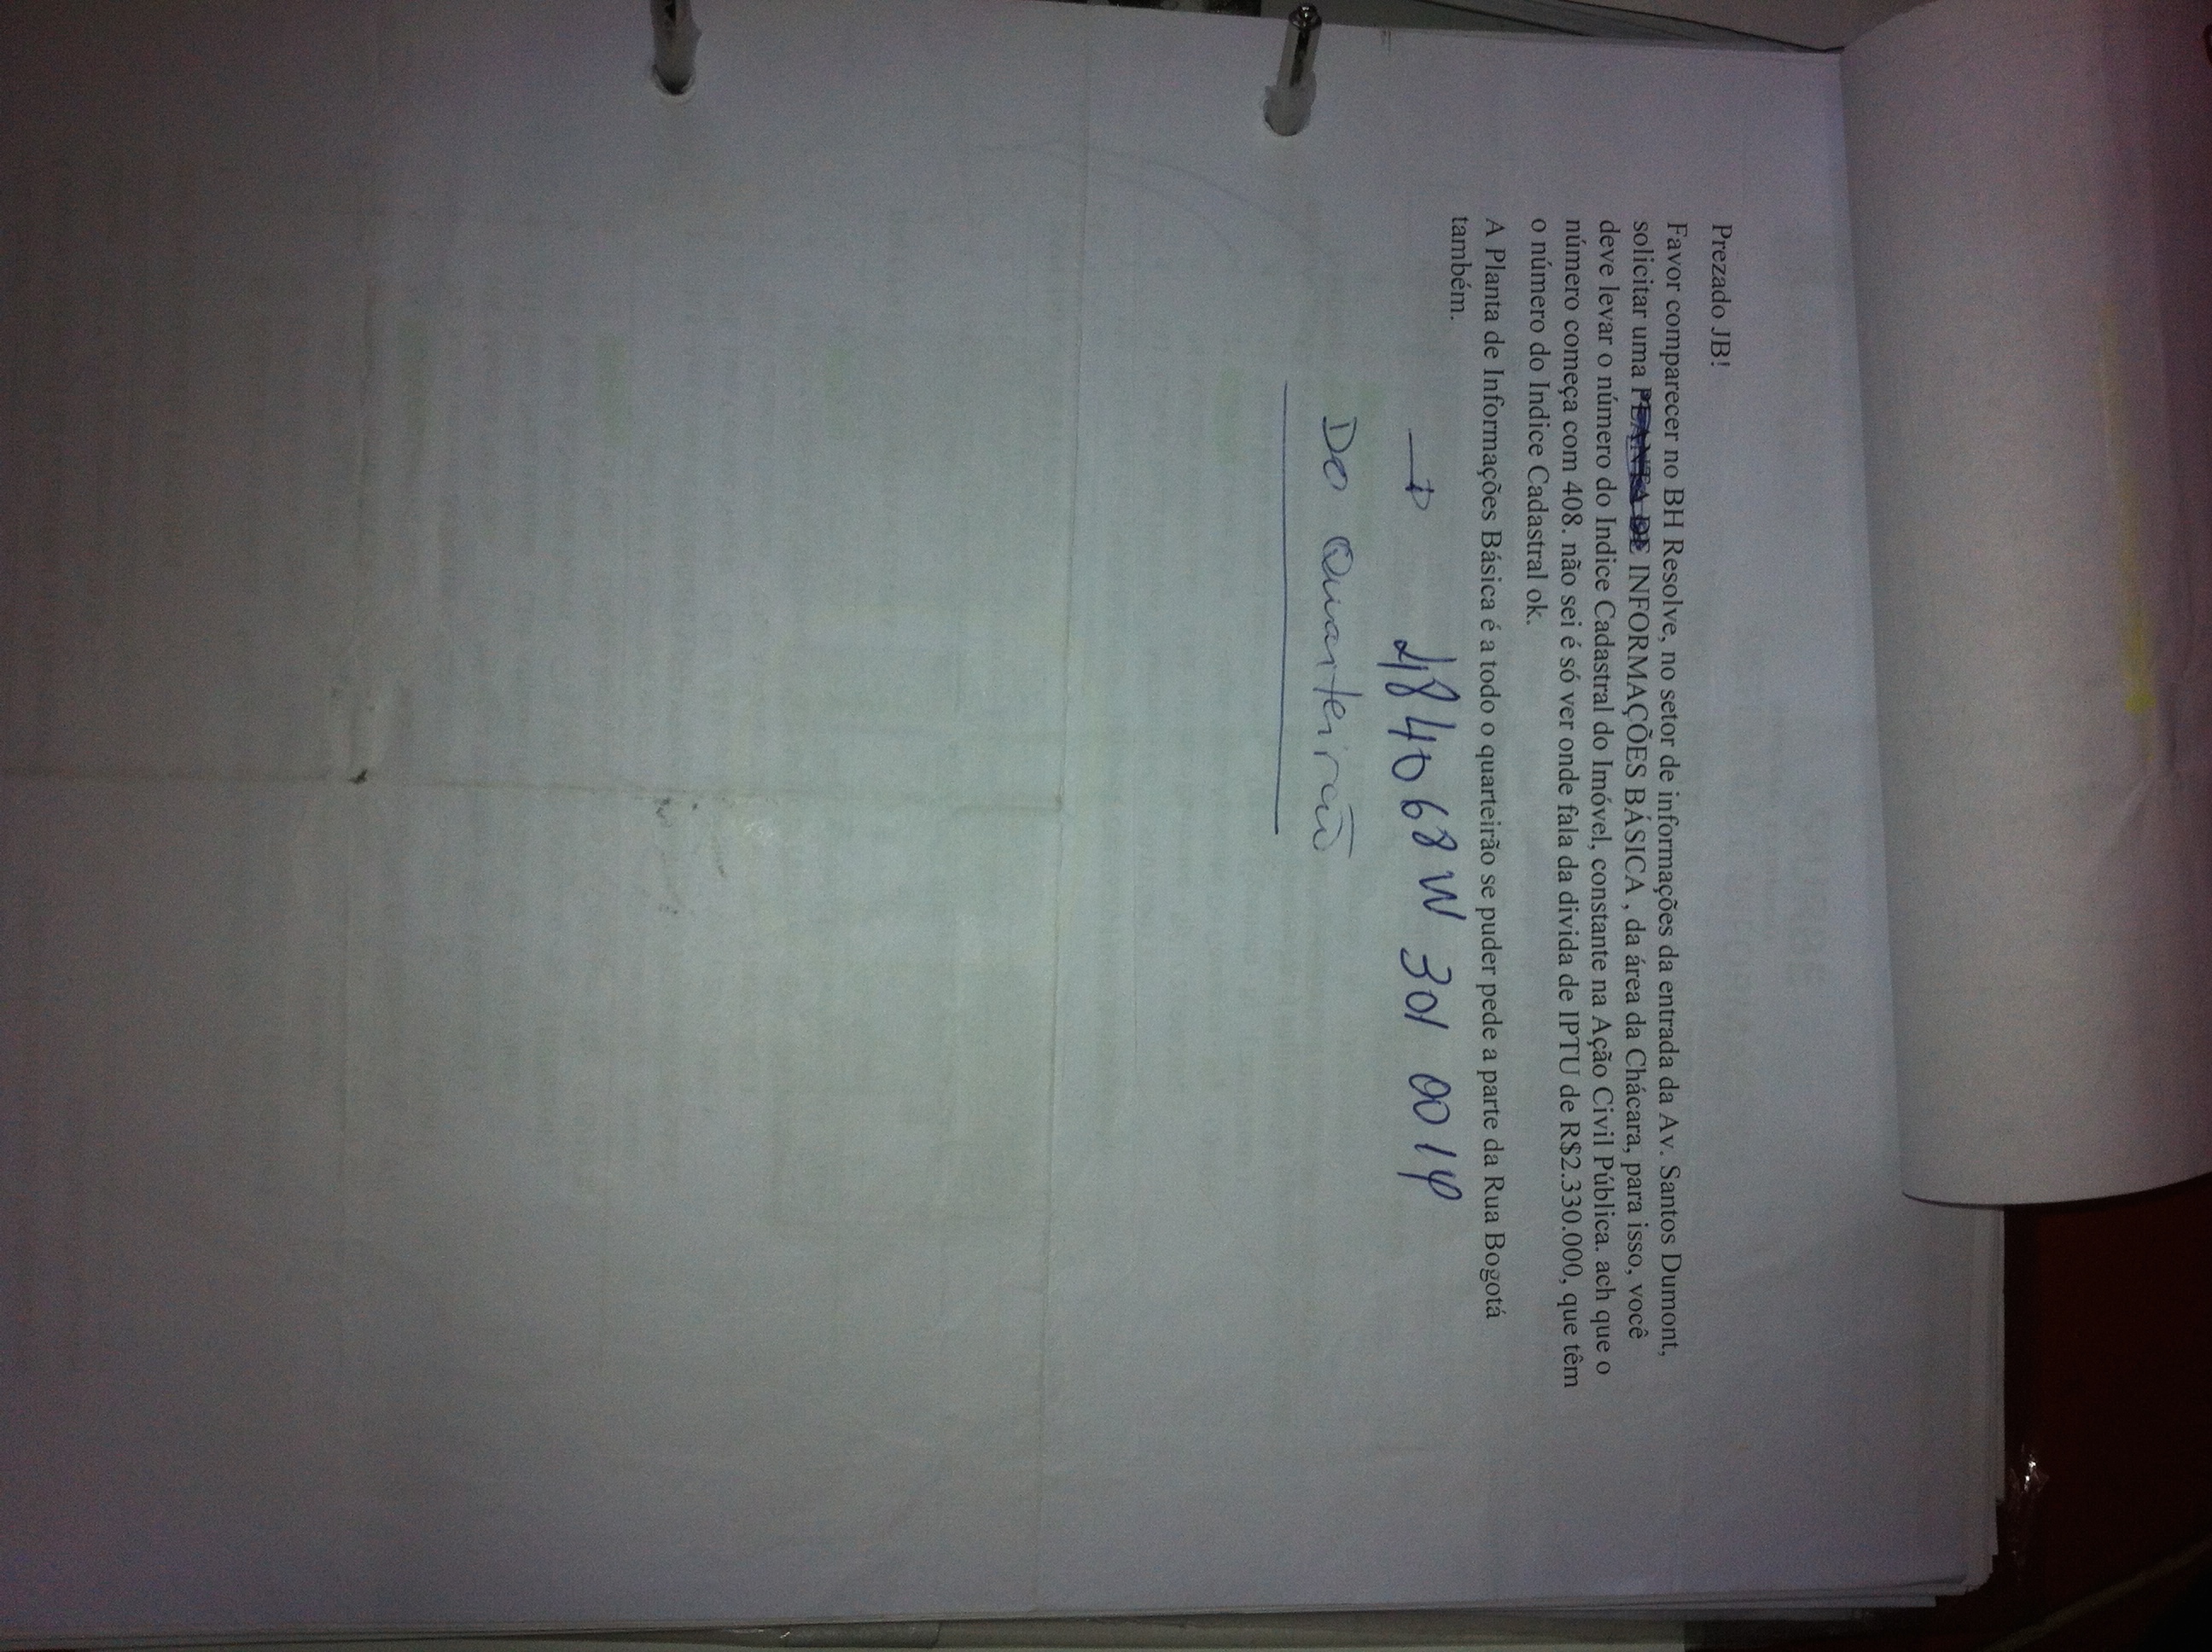 Prezado JB!
Favor comparecer no BH Resolve, no setor de informações da entrada da Av. Santos Dumont,
solicitar uma PLANTA DE INFORMAÇÕES BÁSICA , da área da Chácara, para isso, você
deve levar o número do Indice Cadastral do Imóvel, constante na Ação Civil Pública. ach que o
número começa com 408. não sei é só ver onde fala da divida de IPTU de R$2.330.000, que têm
o número do Indice Cadastral ok.
A Planta de Informações Básica é a todo o quarteirão se puder pede a parte da Rua Bogotá
também.
301 001
Do Quarteirão